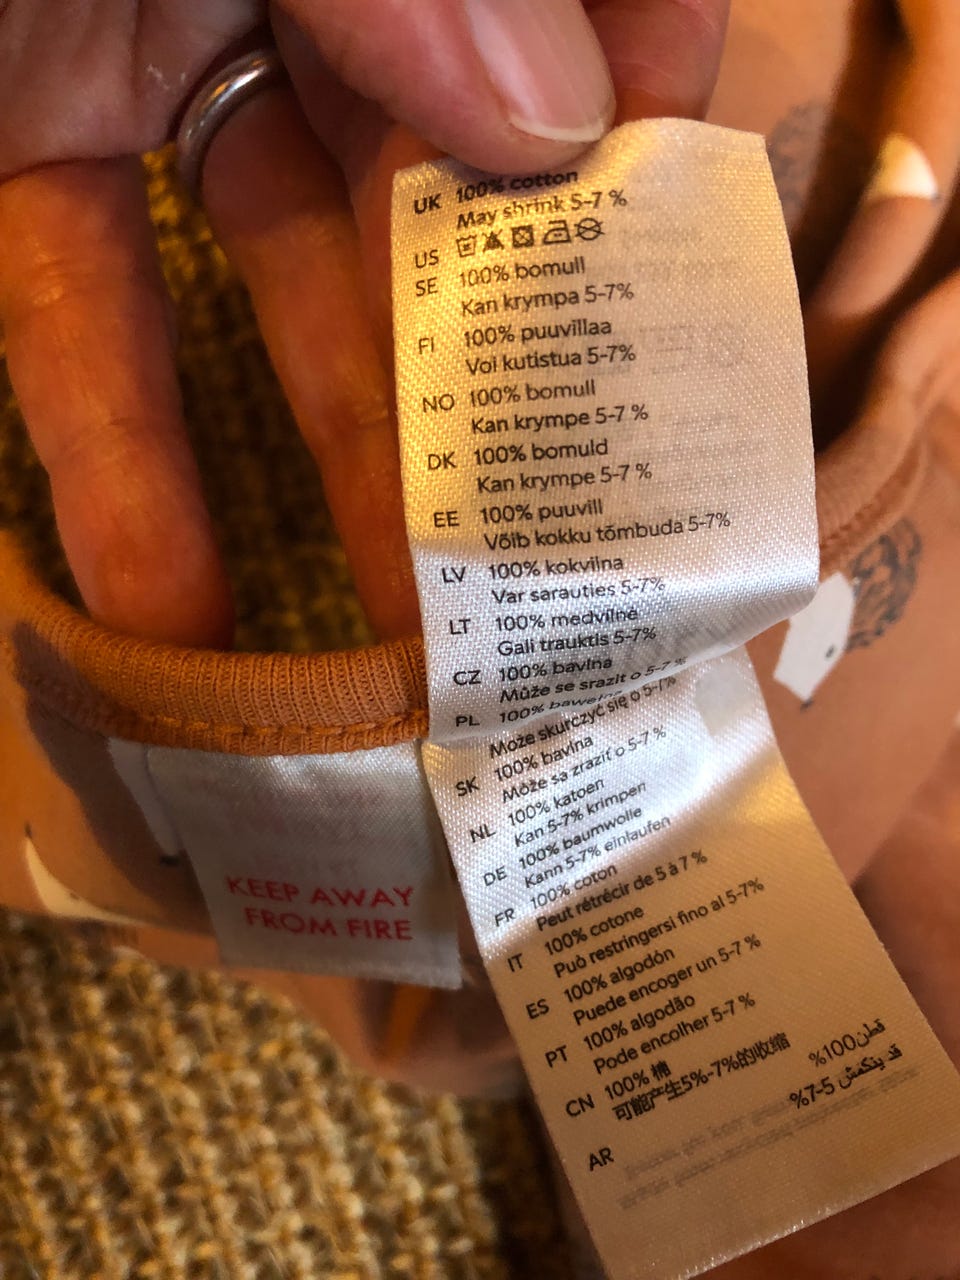 UK 100% cotton
May shrink 5-7 %
US
SE 100% bomull
Kan krympa 5-7%
FI 100% puuvillaa
Voi kutistua 5-7%
NO 100% bomull
Kan krympe 5-7 %
DK 100% bomuld
Kan krympe 5-7 %
EE 100% puuvill
Võib kokku tõmbuda 5-7%
LV 100% kokvilna
Var sarauties 5-7%
LT 100% medvilnė
Gali trauktis 5-7%
CZ 100% bavlna
Může se srazit o 5-7 %
PL 100% bawełna
Może skurczyć się o 5-7%
SK 100% bavlna
Môže sa zraziť o 5-7 %
NL 100% katoen
Kan 5-7% krimpen
DE 100% baumwolle
Kann 5-7% einlaufen
FR 100% coton
Peut rétrécir de 5 à 7 %
IT 100% cotone
Può restringersi fino al 5-7%
ES 100% algodón
Puede encoger un 5-7 %
PT 100% algodão
Pode encolher 5-7 %
CN 100% 棉
可能产生5%-7%的收缩
AR قطن100%
قد ينكمش 5-7%
KEEP AWAY
FROM FIRE